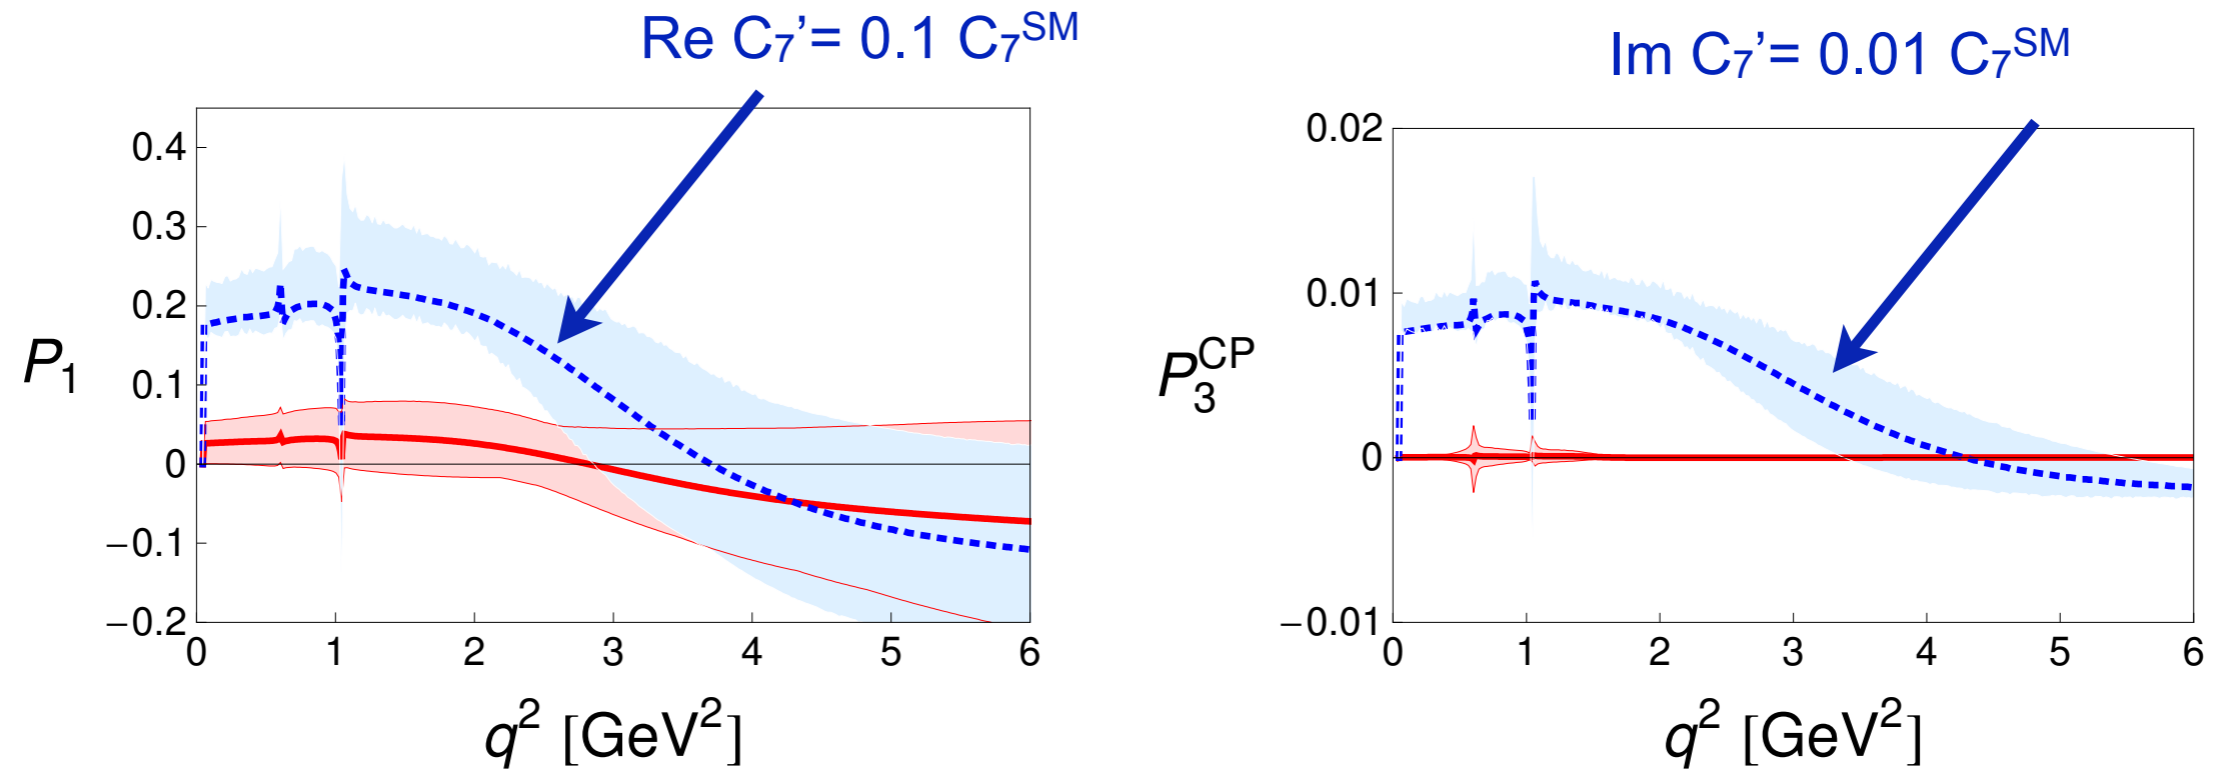 Re C₇’= 0.1 C₇ˢᴹ
Im C₇’= 0.01 C₇ˢᴹ
P₁
0.4
0.3
0.2
0.1
0
−0.1
−0.2
0 1 2 3 4 5 6
q² [GeV²]
P₃ᶜᴾ
0.02
0.01
0
−0.01
0 1 2 3 4 5 6
q² [GeV²]